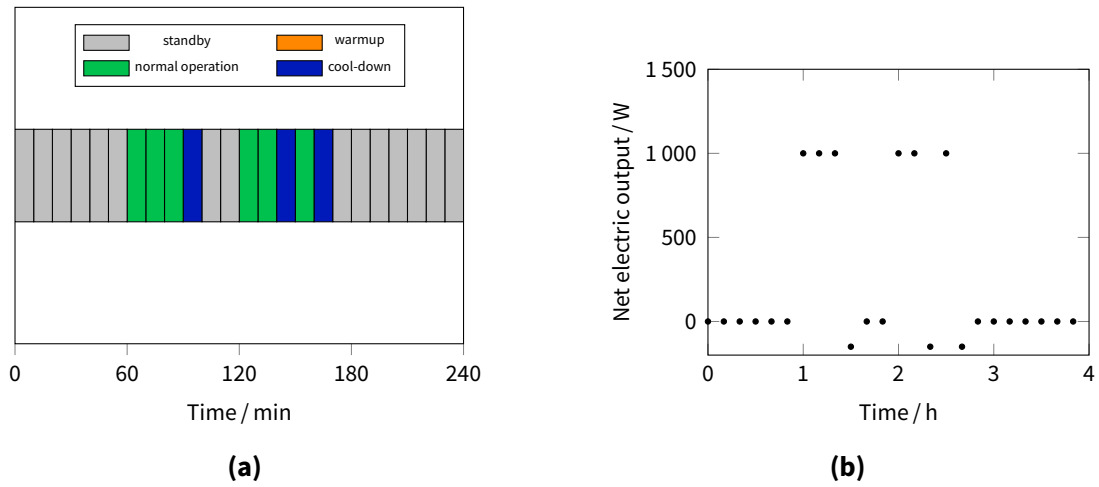 standby
warmup
normal operation
cool-down
0 60 120 180 240
Time / min
(a)
1 500
1 000
500
0
Net electric output / W
0 1 2 3 4
Time / h
(b)